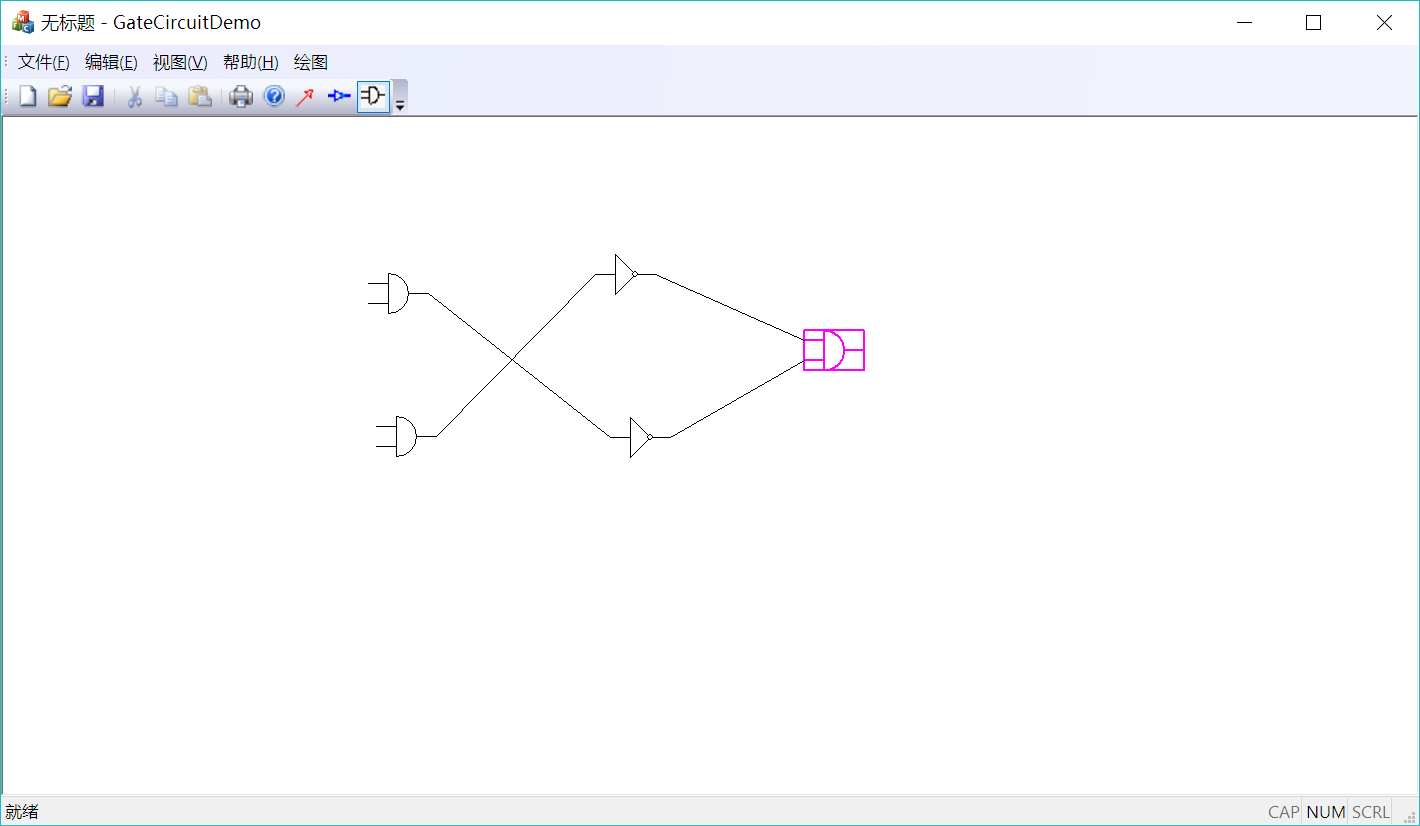 无标题 - GateCircuitDemo
文件(F) 编辑(E) 视图(V) 帮助(H) 绘图
就绪 CAP NUM SCRL